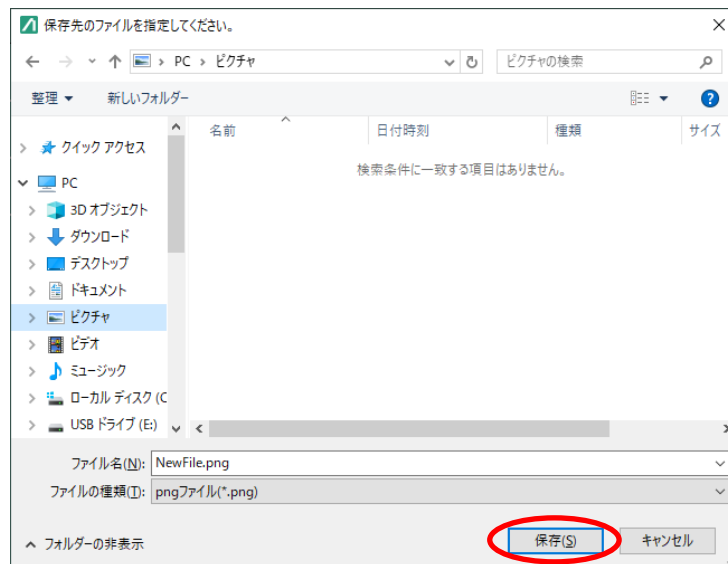 保存先のファイルを指定してください。
PC › ピクチャ
ピクチャの検索
整理 新しいフォルダー
名前 日付時刻 種類 サイズ
検索条件に一致する項目はありません。
クイック アクセス
PC
3D オブジェクト
ダウンロード
デスクトップ
ドキュメント
ピクチャ
ビデオ
ミュージック
ローカル ディスク (C
USB ドライブ (E:)
ファイル名(N): NewFile.png
ファイルの種類(T): pngファイル(*.png)
フォルダーの非表示 保存(S) キャンセル